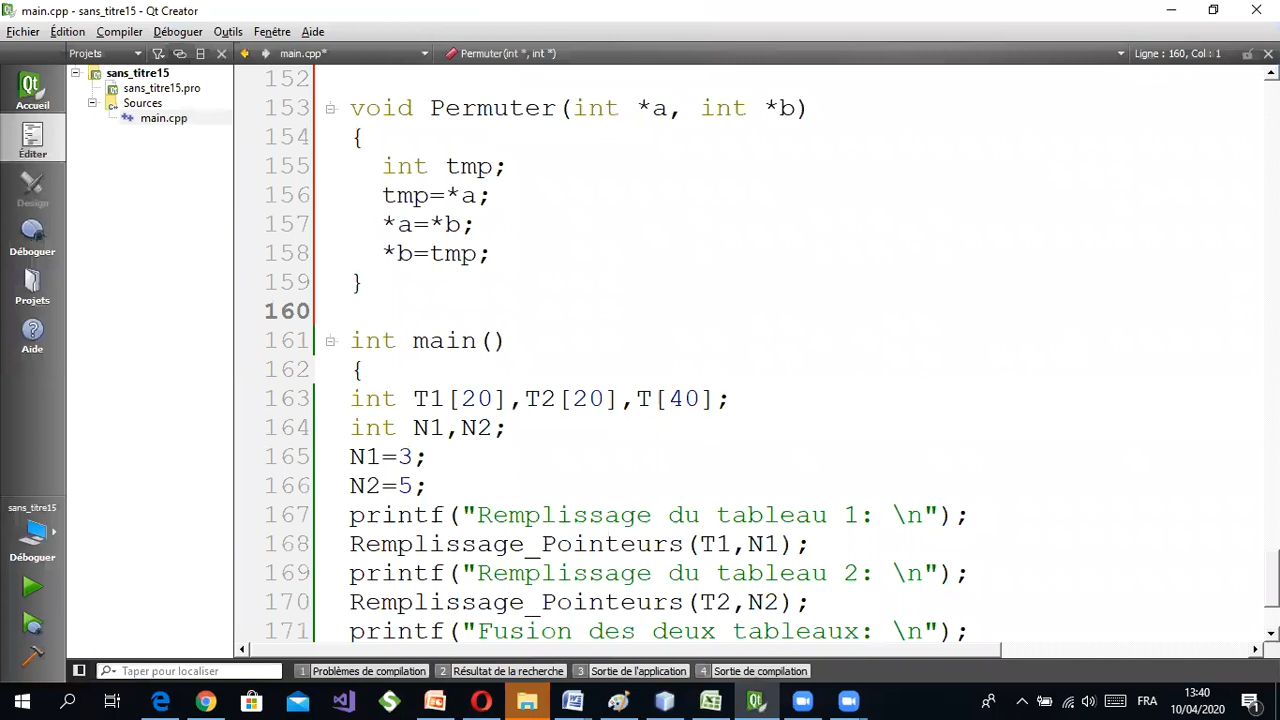 main.cpp - sans_titre15 - Qt Creator
Fichier Édition Compiler Déboguer Outils Fenêtre Aide
Projets main.cpp* Permuter(int *, int *) Ligne : 160, Col : 1
sans_titre15
sans_titre15.pro
Sources
main.cpp
Accueil
Éditer
Design
Déboguer
Projets
Aide
sans_titre15
Déboguer
152
153 void Permuter(int *a, int *b)
154 {
155 int tmp;
156 tmp=*a;
157 *a=*b;
158 *b=tmp;
159 }
160
161 int main()
162 {
163 int T1[20],T2[20],T[40];
164 int N1,N2;
165 N1=3;
166 N2=5;
167 printf("Remplissage du tableau 1: \n");
168 Remplissage_Pointeurs(T1,N1);
169 printf("Remplissage du tableau 2: \n");
170 Remplissage_Pointeurs(T2,N2);
171 printf("Fusion des deux tableaux: \n");
Taper pour localiser 1 Problèmes de compilation 2 Résultat de la recherche 3 Sortie de l'application 4 Sortie de compilation
FRA 13:40
10/04/2020